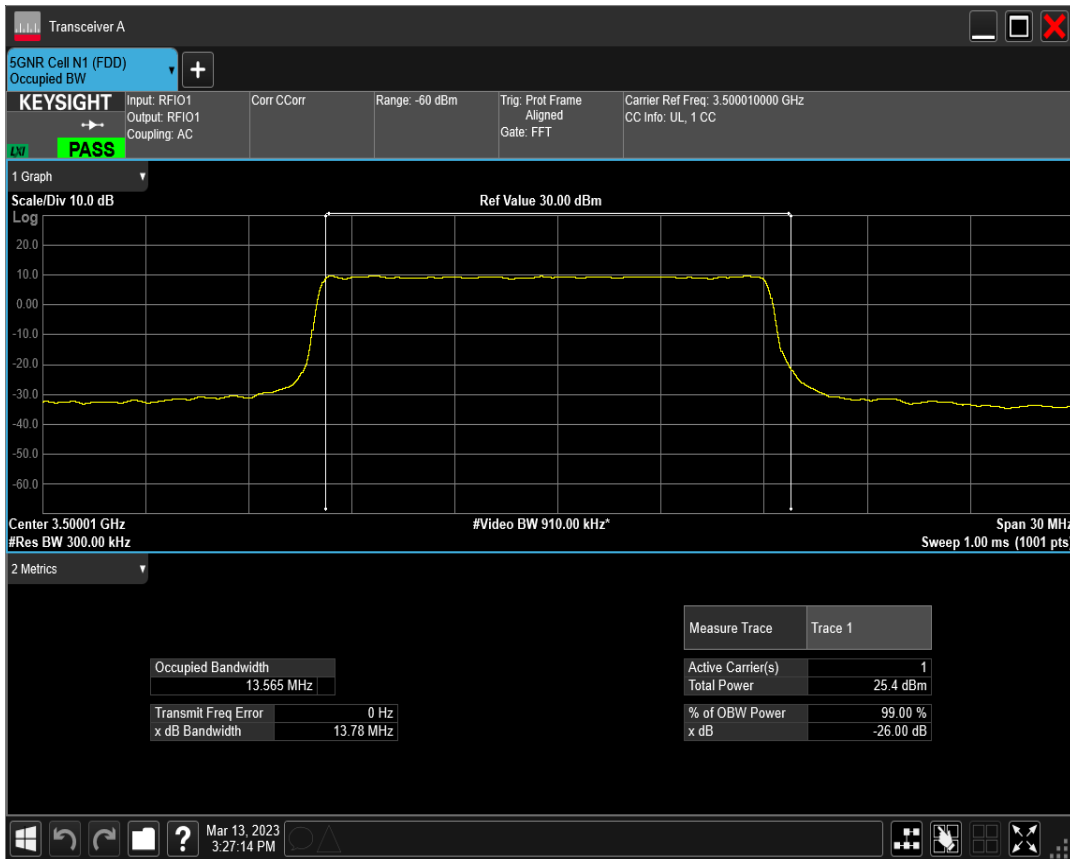 Transceiver A
5GNR Cell N1 (FDD)
Occupied BW
+
KEYSIGHT
LXI
PASS
Input: RFIO1
Output: RFIO1
Coupling: AC
Corr CCorr
Range: -60 dBm
Trig: Prot Frame
Aligned
Gate: FFT
Carrier Ref Freq: 3.500010000 GHz
CC Info: UL, 1 CC
1 Graph
Scale/Div 10.0 dB
Ref Value 30.00 dBm
Log
20.0
10.0
0.00
-10.0
-20.0
-30.0
-40.0
-50.0
-60.0
Center 3.50001 GHz
#Video BW 910.00 kHz*
Span 30 MHz
#Res BW 300.00 kHz
Sweep 1.00 ms (1001 pts)
2 Metrics
Measure Trace Trace 1
Occupied Bandwidth
13.565 MHz
Active Carrier(s) 1
Total Power 25.4 dBm
Transmit Freq Error 0 Hz
x dB Bandwidth 13.78 MHz
% of OBW Power 99.00 %
x dB -26.00 dB
?
Mar 13, 2023
3:27:14 PM